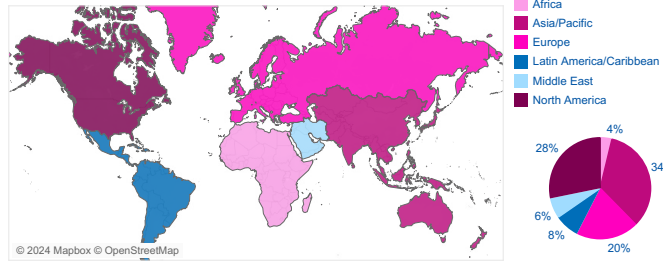 Africa
Asia/Pacific
Europe
Latin America/Caribbean
Middle East
North America
4%
28%
34
6%
8%
20%
© 2024 Mapbox © OpenStreetMap